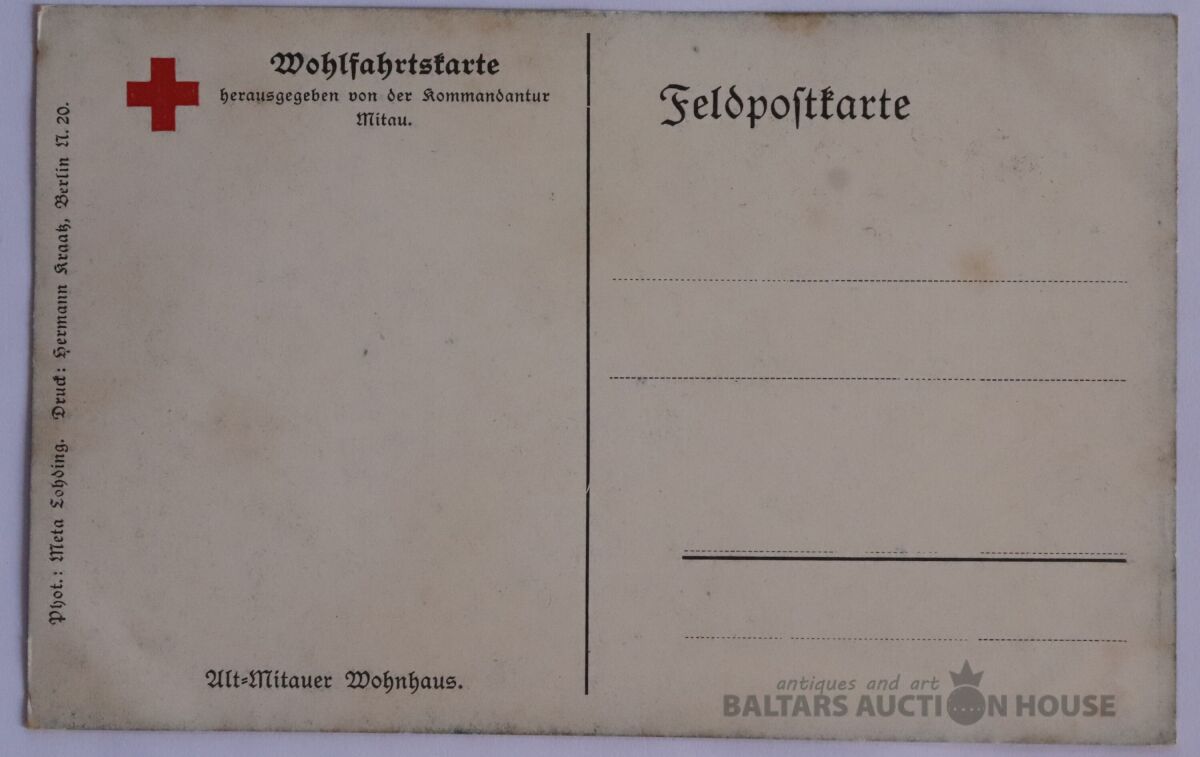 Wohlfahrtskarte
herausgegeben von der Kommandantur
Mitau.
Feldpostkarte
Phot.: Meta Lohding. Druck: Hermann Kraatz, Berlin N. 20.
Alt-Mitauer Wohnhaus.
antiques and art
BALTARS AUCTION HOUSE